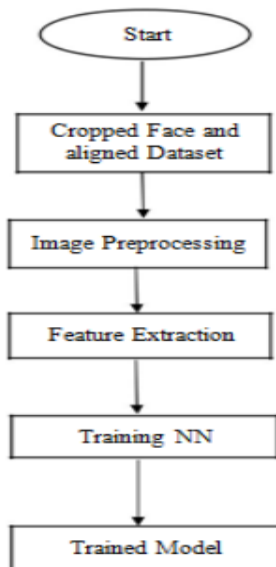 Start
Cropped Face and
aligned Dataset
Image Preprocessing
Feature Extraction
Training NN
Trained Model